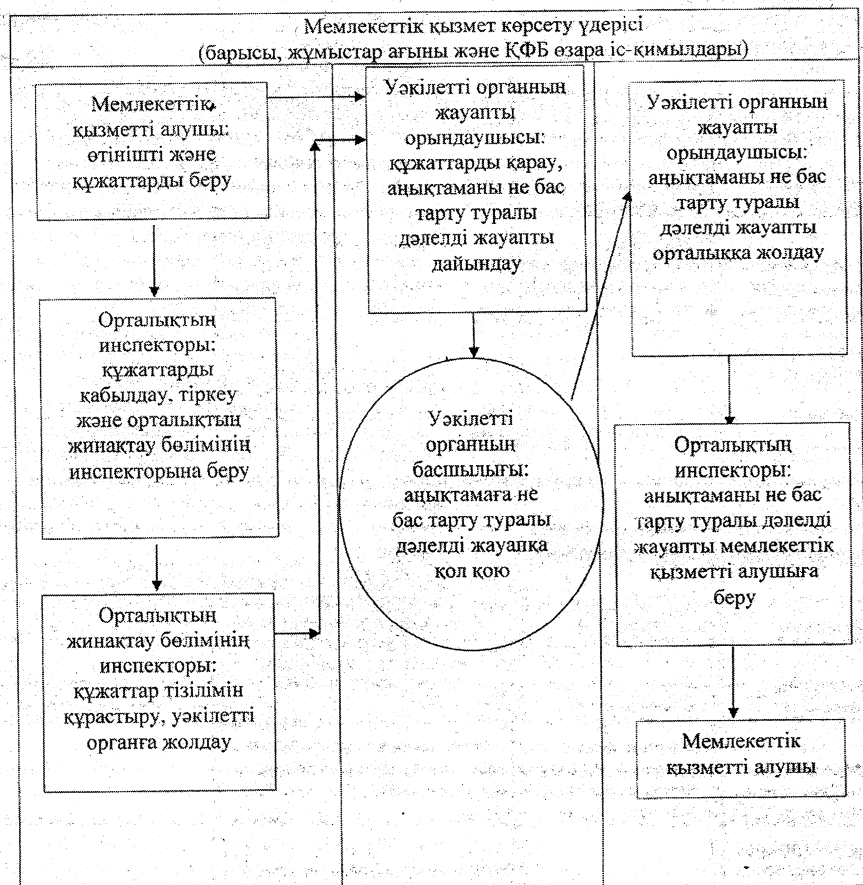 Мемлекеттік қызмет көрсету үдерісі
(барысы, жұмыстар ағыны және ҚФБ өзара іс-қимылдары)
Мемлекеттік
қызметті алушы:
өтінішті және
құжаттарды беру
Орталықтың
инспекторы:
құжаттарды
қабылдау, тіркеу
және орталықтың
жинақтау бөлімінің
инспекторына беру
Орталықтың
жинақтау бөлімінің
инспекторы:
құжаттар тізілімін
құрастыру, уәкілетті
органға жолдау
Уәкілетті органның
жауапты
орындаушысы:
құжаттарды қарау,
аңықтаманы не бас
тарту туралы
дәлелді жауапты
дайындау
Уәкілетті
органның
басшылығы:
аңықтамаға не
бас тарту туралы
дәлелді жауапқа
қол қою
Уәкілетті органның
жауапты
орындаушысы:
аңықтаманы не бас
тарту туралы
дәлелді жауапты
орталыққа жолдау
Орталықтың
инспекторы:
анықтаманы не бас
тарту туралы дәлелді
жауапты мемлекеттік
қызметті алушыға
беру
Мемлекеттік
қызметті алушы